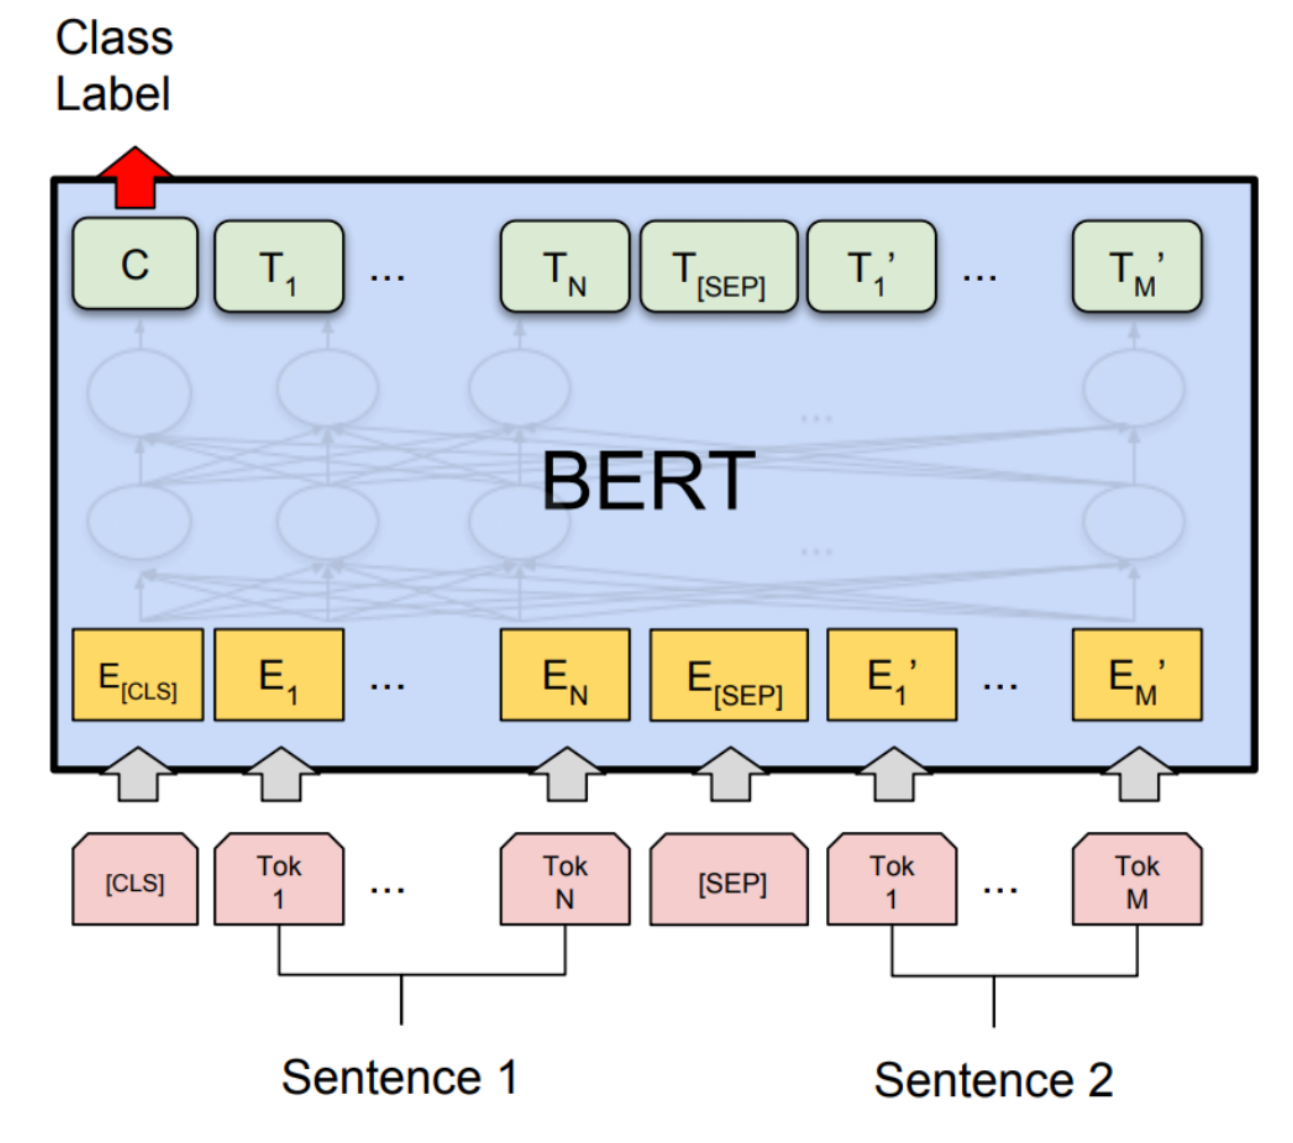 Class
Label
C T1 ... TN T[SEP] T1’ ... TM’
...
BERT
...
E[CLS] E1 ... EN E[SEP] E1’ ... EM’
[CLS] Tok 1 ... Tok N [SEP] Tok 1 ... Tok M
Sentence 1 Sentence 2